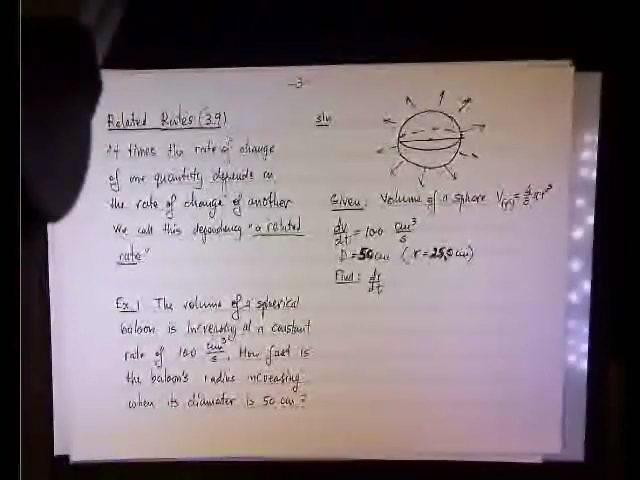 -3-
Related Rates (3.9)
At times the rate of change
of one quantity depends on
the rate of change of another
We call this dependency "a related
rate"
Ex. 1 The volume of a spherical
baloon is increasing at a constant
rate of 100 cm³/s. How fast is
the baloon's radius increasing
when its diameter is 50 cm?
sln
Given: Volume of a sphere V(r) = 4/3 πr³
dV/dt = 100 cm³/s
D = 50 cm (r = 25.0 cm)
Find: dr/dt